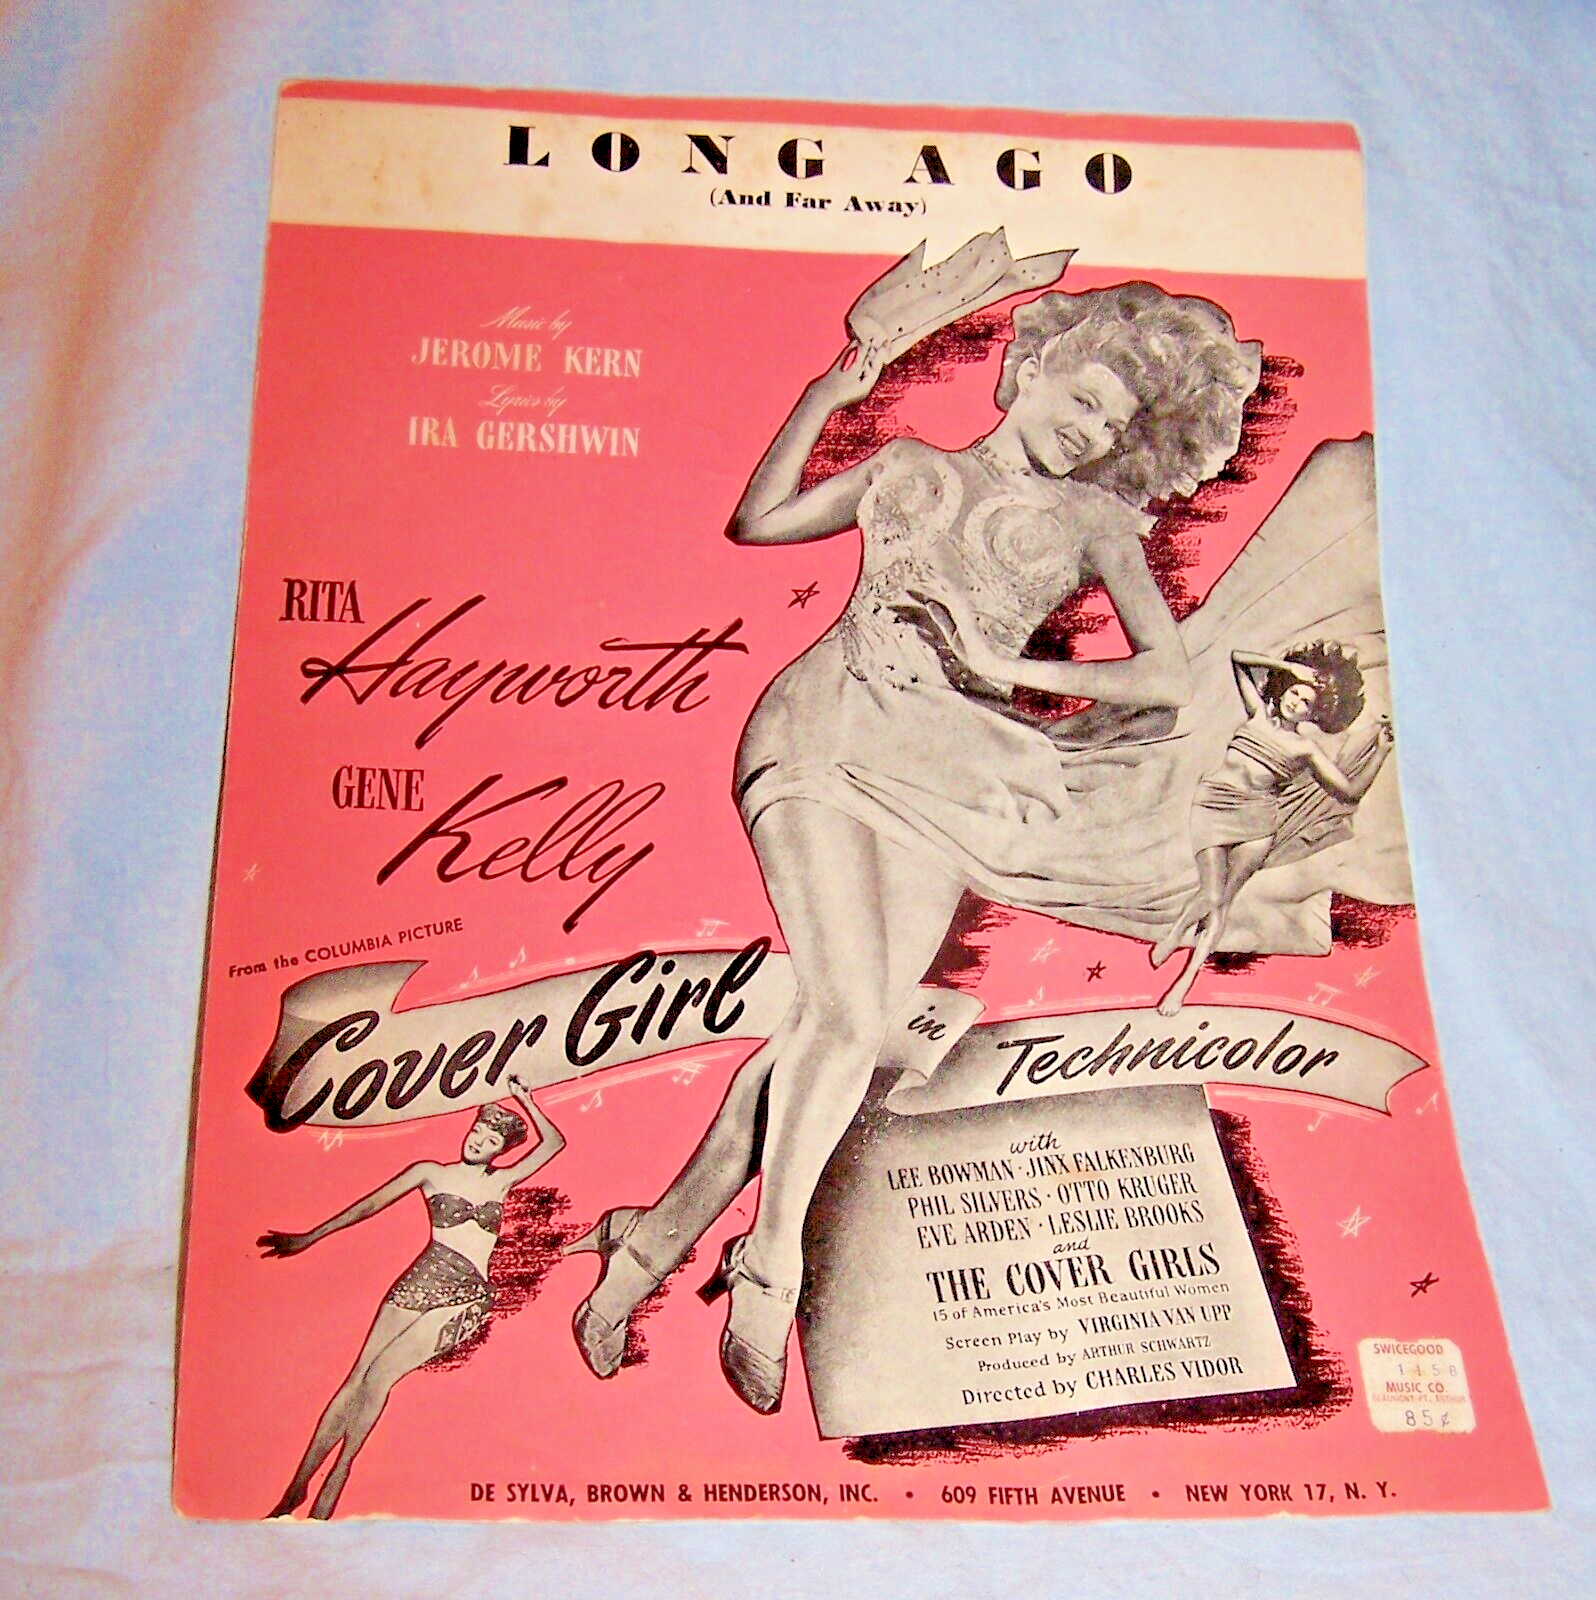 LONG AGO
(And Far Away)
Music by
JEROME KERN
Lyrics by
IRA GERSHWIN
RITA
Hayworth
GENE
Kelly
From the COLUMBIA PICTURE
Cover Girl
in
Technicolor
with
LEE BOWMAN · JINX FALKENBURG
PHIL SILVERS · OTTO KRUGER
EVE ARDEN · LESLIE BROOKS
and
THE COVER GIRLS
15 of America's Most Beautiful Women
Screen Play by VIRGINIA VAN UPP
Produced by ARTHUR SCHWARTZ
Directed by CHARLES VIDOR
SWICEGOOD
1158
MUSIC CO.
BEAUMONT-PT. ARTHUR
85¢
DE SYLVA, BROWN & HENDERSON, INC. • 609 FIFTH AVENUE • NEW YORK 17, N. Y.